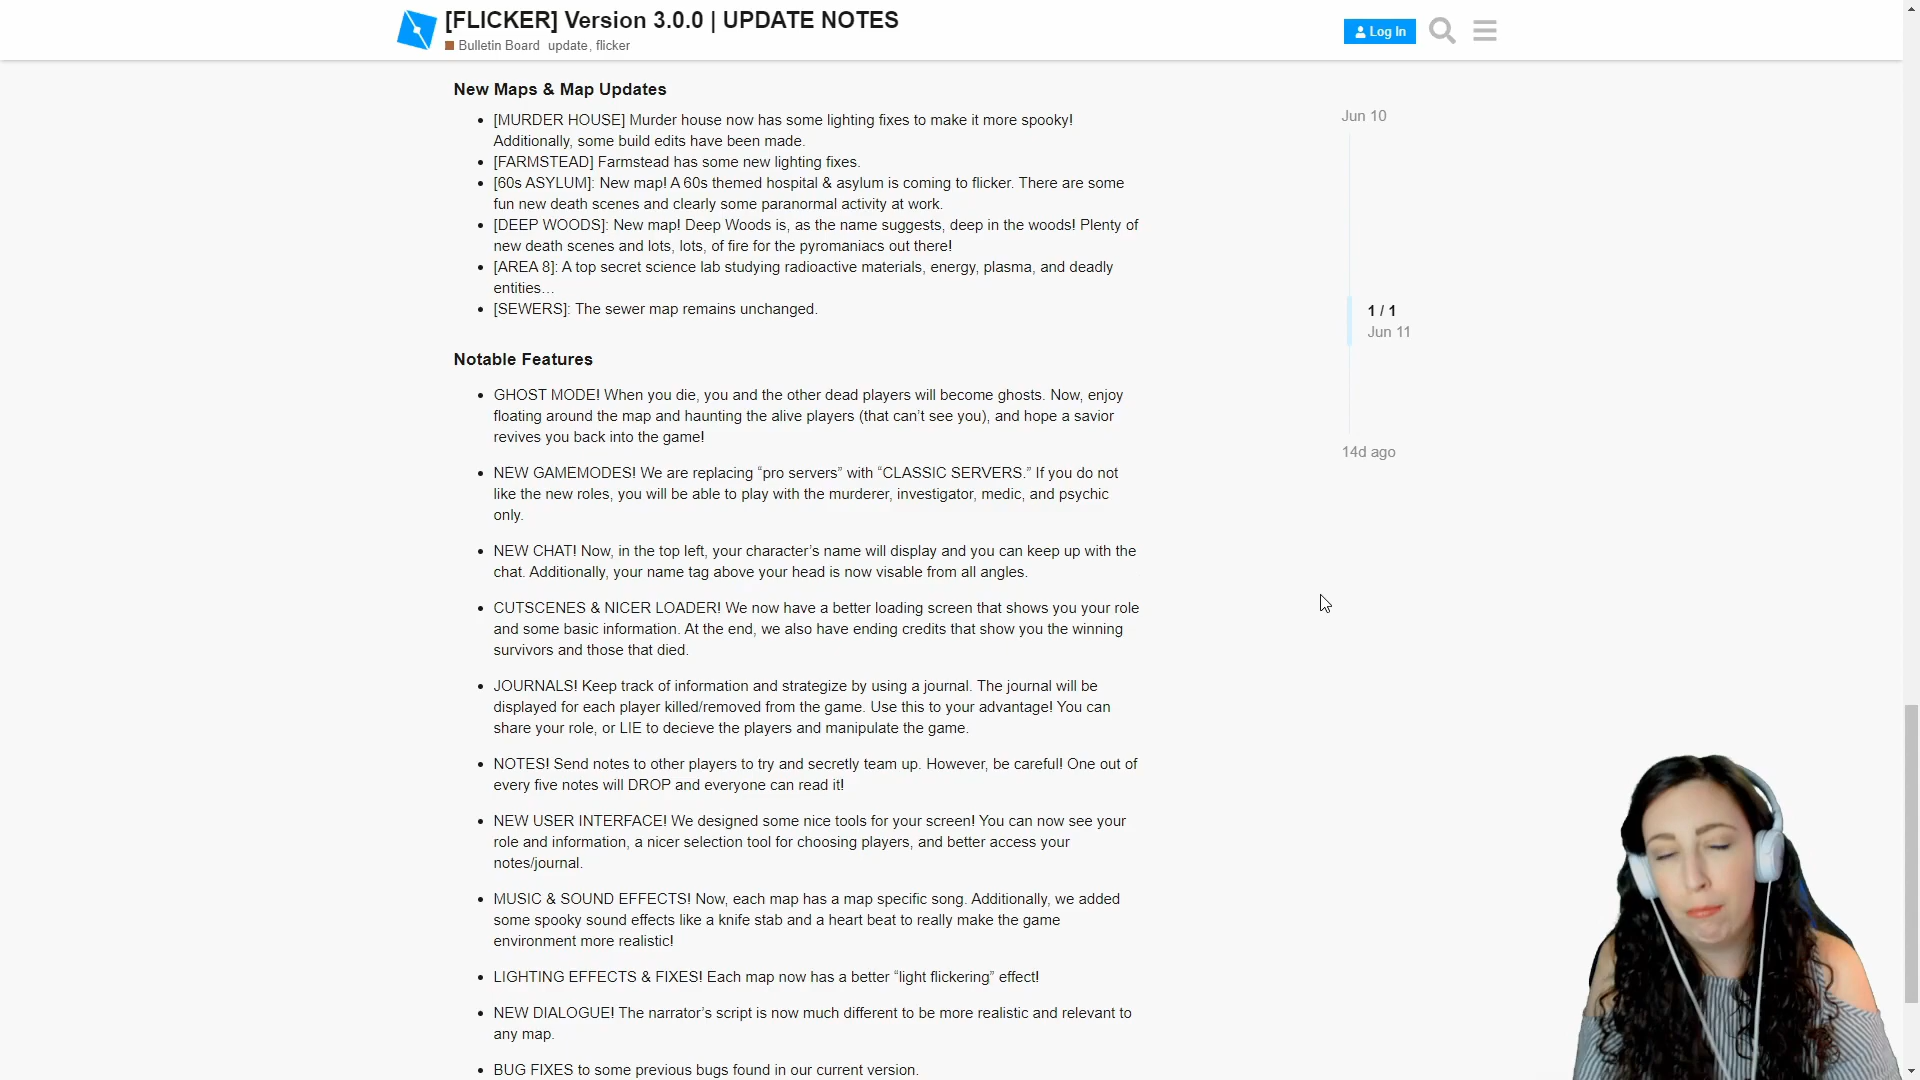 [FLICKER] Version 3.0.0 | UPDATE NOTES
Bulletin Board update, flicker
Log In
New Maps & Map Updates
• [MURDER HOUSE] Murder house now has some lighting fixes to make it more spooky!
Additionally, some build edits have been made.
• [FARMSTEAD] Farmstead has some new lighting fixes.
• [60s ASYLUM]: New map! A 60s themed hospital & asylum is coming to flicker. There are some
fun new death scenes and clearly some paranormal activity at work.
• [DEEP WOODS]: New map! Deep Woods is, as the name suggests, deep in the woods! Plenty of
new death scenes and lots, lots, of fire for the pyromaniacs out there!
• [AREA 8]: A top secret science lab studying radioactive materials, energy, plasma, and deadly
entities…
• [SEWERS]: The sewer map remains unchanged.
Notable Features
• GHOST MODE! When you die, you and the other dead players will become ghosts. Now, enjoy
floating around the map and haunting the alive players (that can’t see you), and hope a savior
revives you back into the game!
• NEW GAMEMODES! We are replacing “pro servers” with “CLASSIC SERVERS.” If you do not
like the new roles, you will be able to play with the murderer, investigator, medic, and psychic
only.
• NEW CHAT! Now, in the top left, your character’s name will display and you can keep up with the
chat. Additionally, your name tag above your head is now visable from all angles.
• CUTSCENES & NICER LOADER! We now have a better loading screen that shows you your role
and some basic information. At the end, we also have ending credits that show you the winning
survivors and those that died.
• JOURNALS! Keep track of information and strategize by using a journal. The journal will be
displayed for each player killed/removed from the game. Use this to your advantage! You can
share your role, or LIE to decieve the players and manipulate the game.
• NOTES! Send notes to other players to try and secretly team up. However, be careful! One out of
every five notes will DROP and everyone can read it!
• NEW USER INTERFACE! We designed some nice tools for your screen! You can now see your
role and information, a nicer selection tool for choosing players, and better access your
notes/journal.
• MUSIC & SOUND EFFECTS! Now, each map has a map specific song. Additionally, we added
some spooky sound effects like a knife stab and a heart beat to really make the game
environment more realistic!
• LIGHTING EFFECTS & FIXES! Each map now has a better “light flickering” effect!
• NEW DIALOGUE! The narrator’s script is now much different to be more realistic and relevant to
any map.
• BUG FIXES to some previous bugs found in our current version.
Jun 10
1 / 1
Jun 11
14d ago